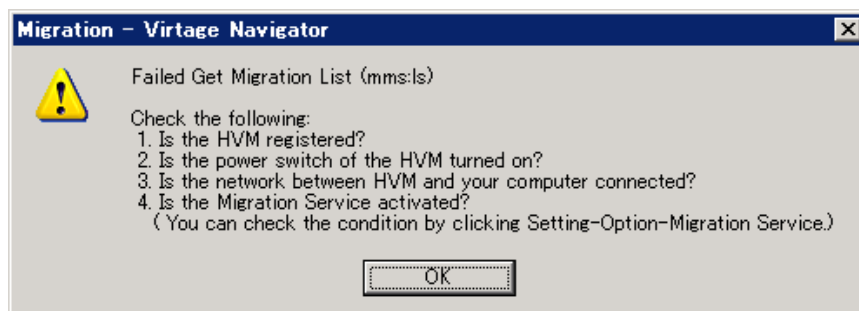 Migration - Virtage Navigator
Failed Get Migration List (mms:ls)
Check the following:
1. Is the HVM registered?
2. Is the power switch of the HVM turned on?
3. Is the network between HVM and your computer connected?
4. Is the Migration Service activated?
( You can check the condition by clicking Setting-Option-Migration Service.)
OK